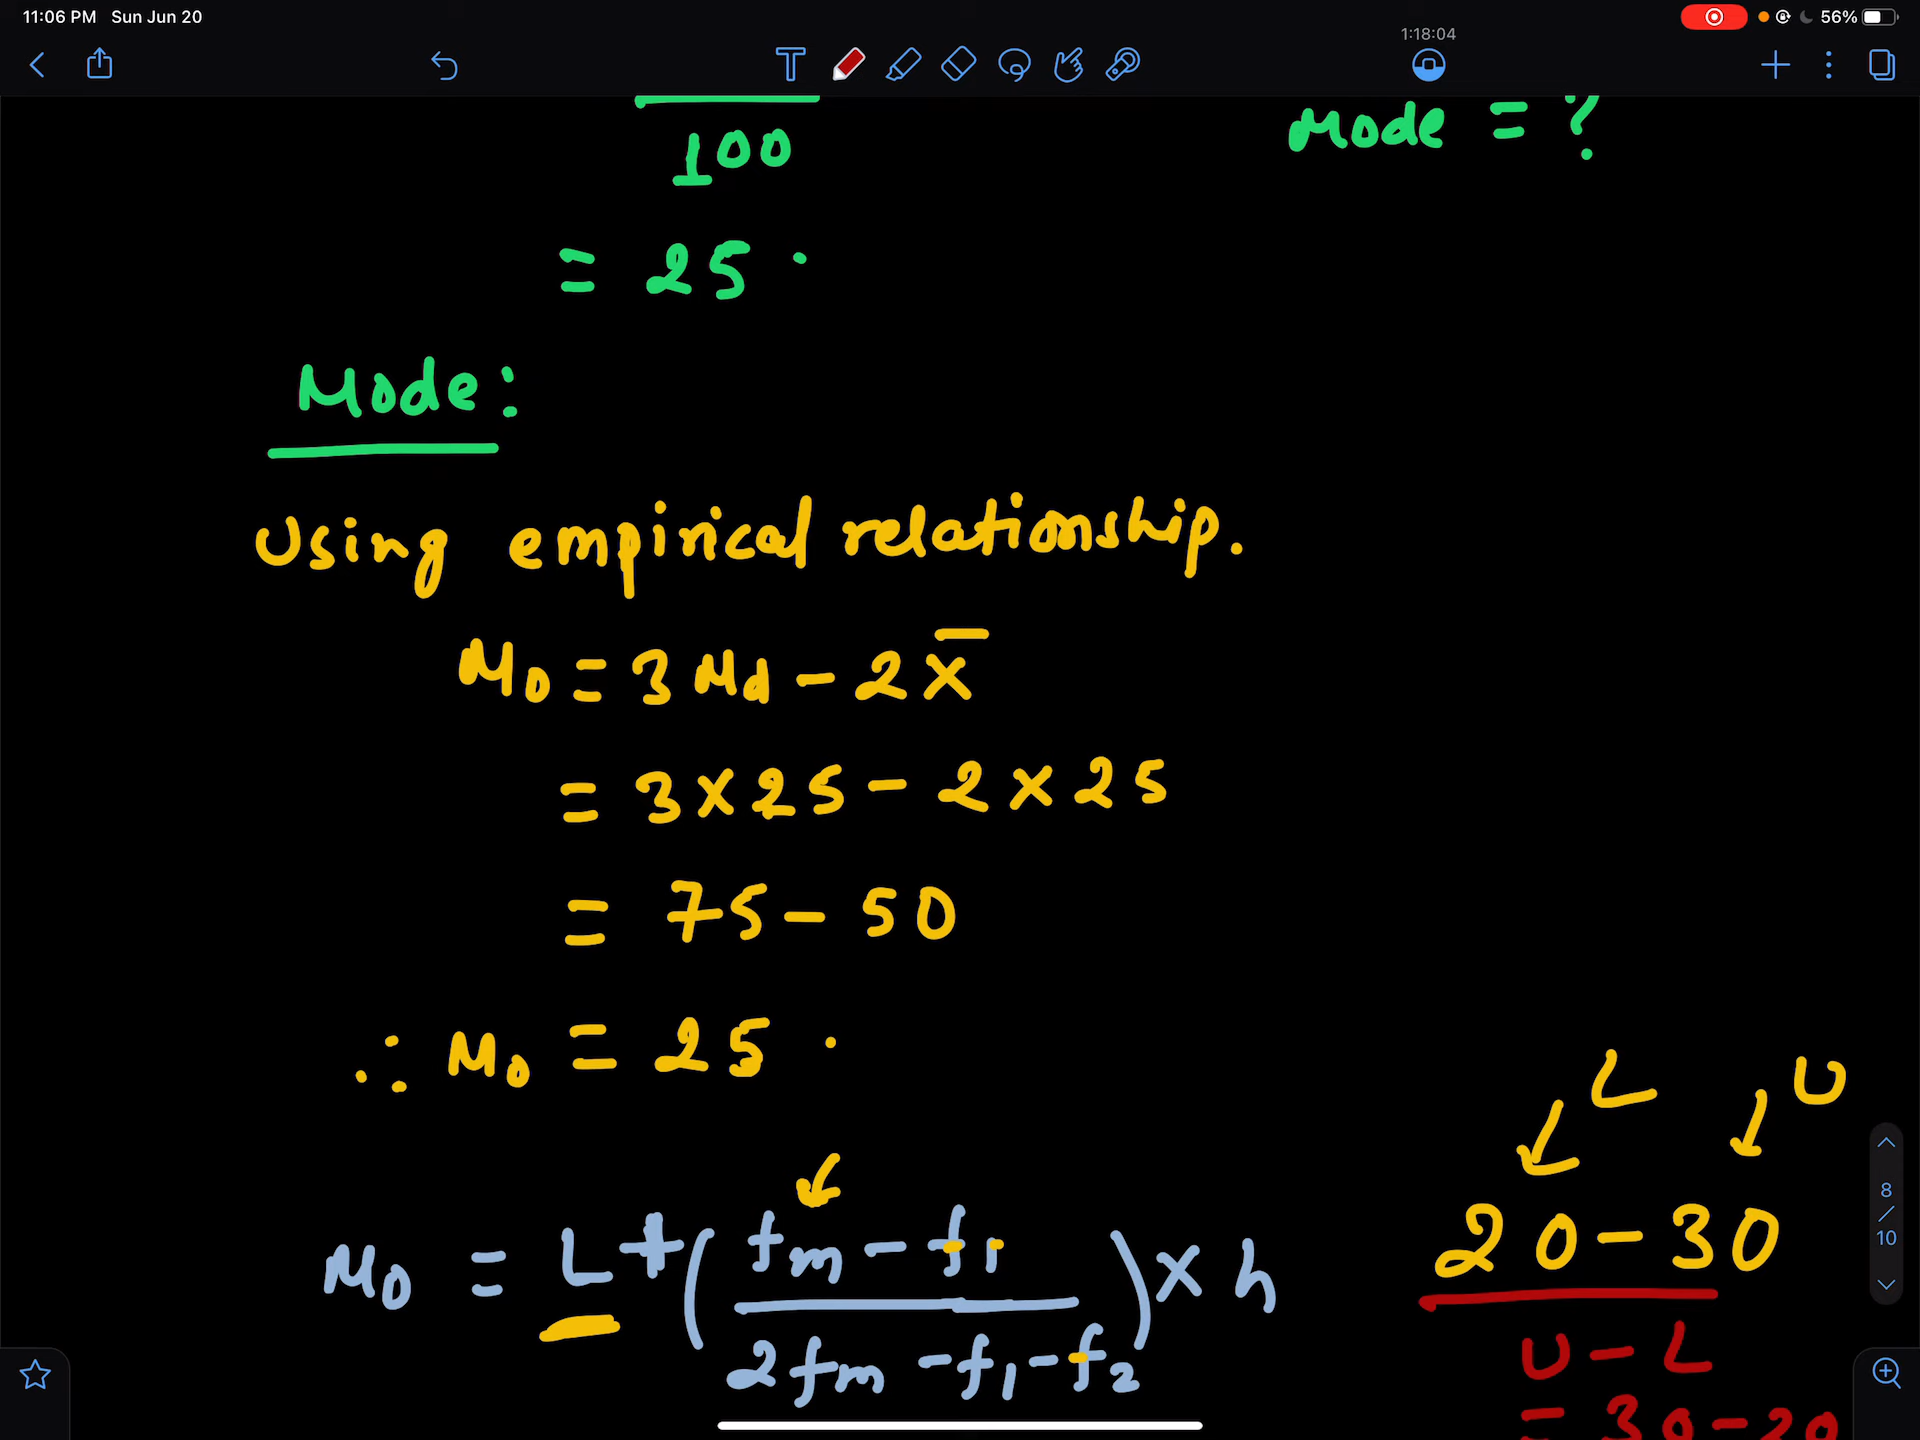 11:06 PM Sun Jun 20
56%
1:18:04
T
100
Mode = ?
= 25 .
Mode:
Using empirical relationship.
Mo = 3 Md - 2 x̅
= 3 × 25 - 2 × 25
= 75 - 50
∴ Mo = 25 .
L U
20 - 30
Mo = L + ( fm - f1 / 2fm - f1 - f2 ) × h
U - L
= 30 - 20
8
/
10